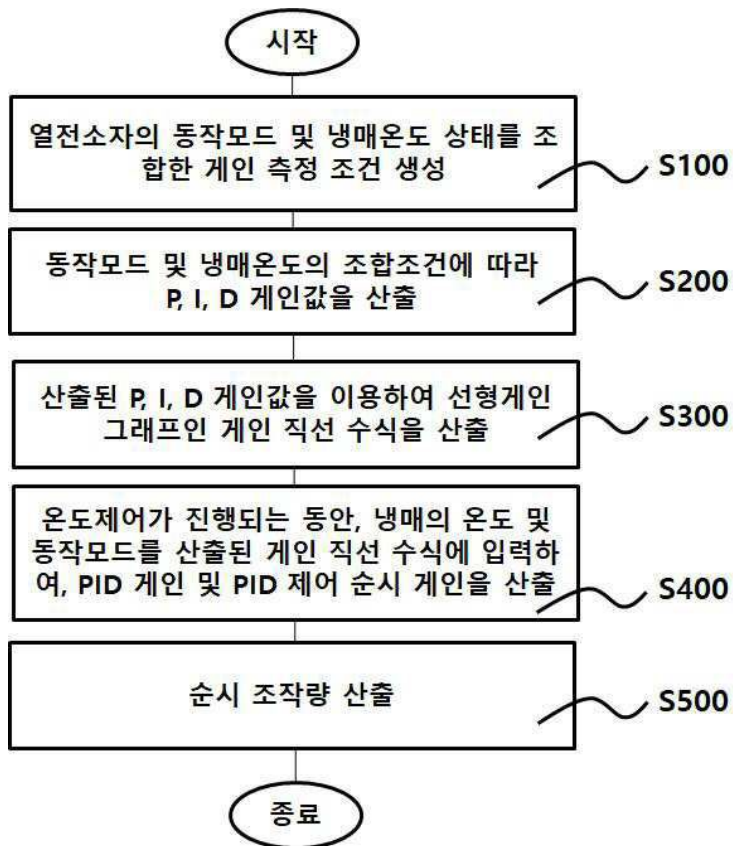 시작
열전소자의 동작모드 및 냉매온도 상태를 조
합한 게인 측정 조건 생성
S100
동작모드 및 냉매온도의 조합조건에 따라
P, I, D 게인값을 산출
S200
산출된 P, I, D 게인값을 이용하여 선형게인
그래프인 게인 직선 수식을 산출
S300
온도제어가 진행되는 동안, 냉매의 온도 및
동작모드를 산출된 게인 직선 수식에 입력하
여, PID 게인 및 PID 제어 순시 게인을 산출
S400
순시 조작량 산출
S500
종료